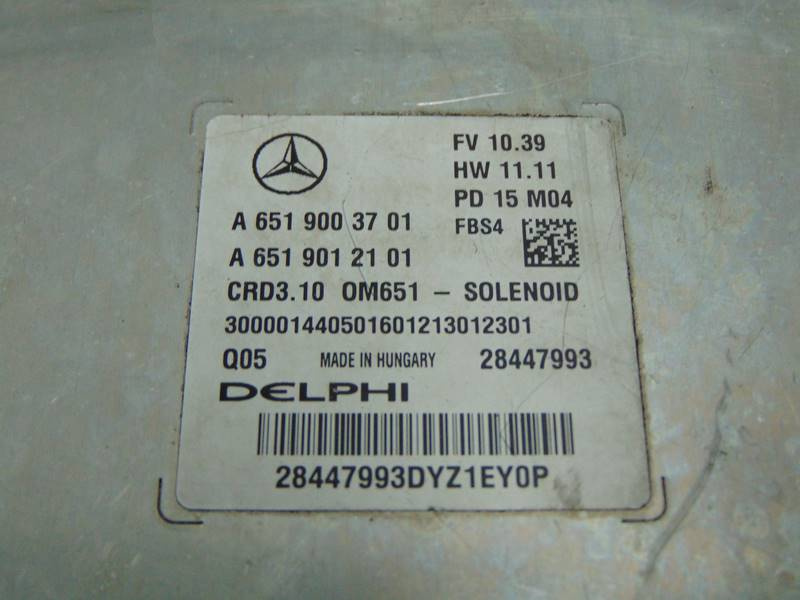 FV 10.39
HW 11.11
PD 15 M04
A 651 900 37 01
FBS4
A 651 901 21 01
CRD3.10 OM651 – SOLENOID
300001440501601213012301
Q05 MADE IN HUNGARY 28447993
DELPHI
28447993DYZ1EY0P